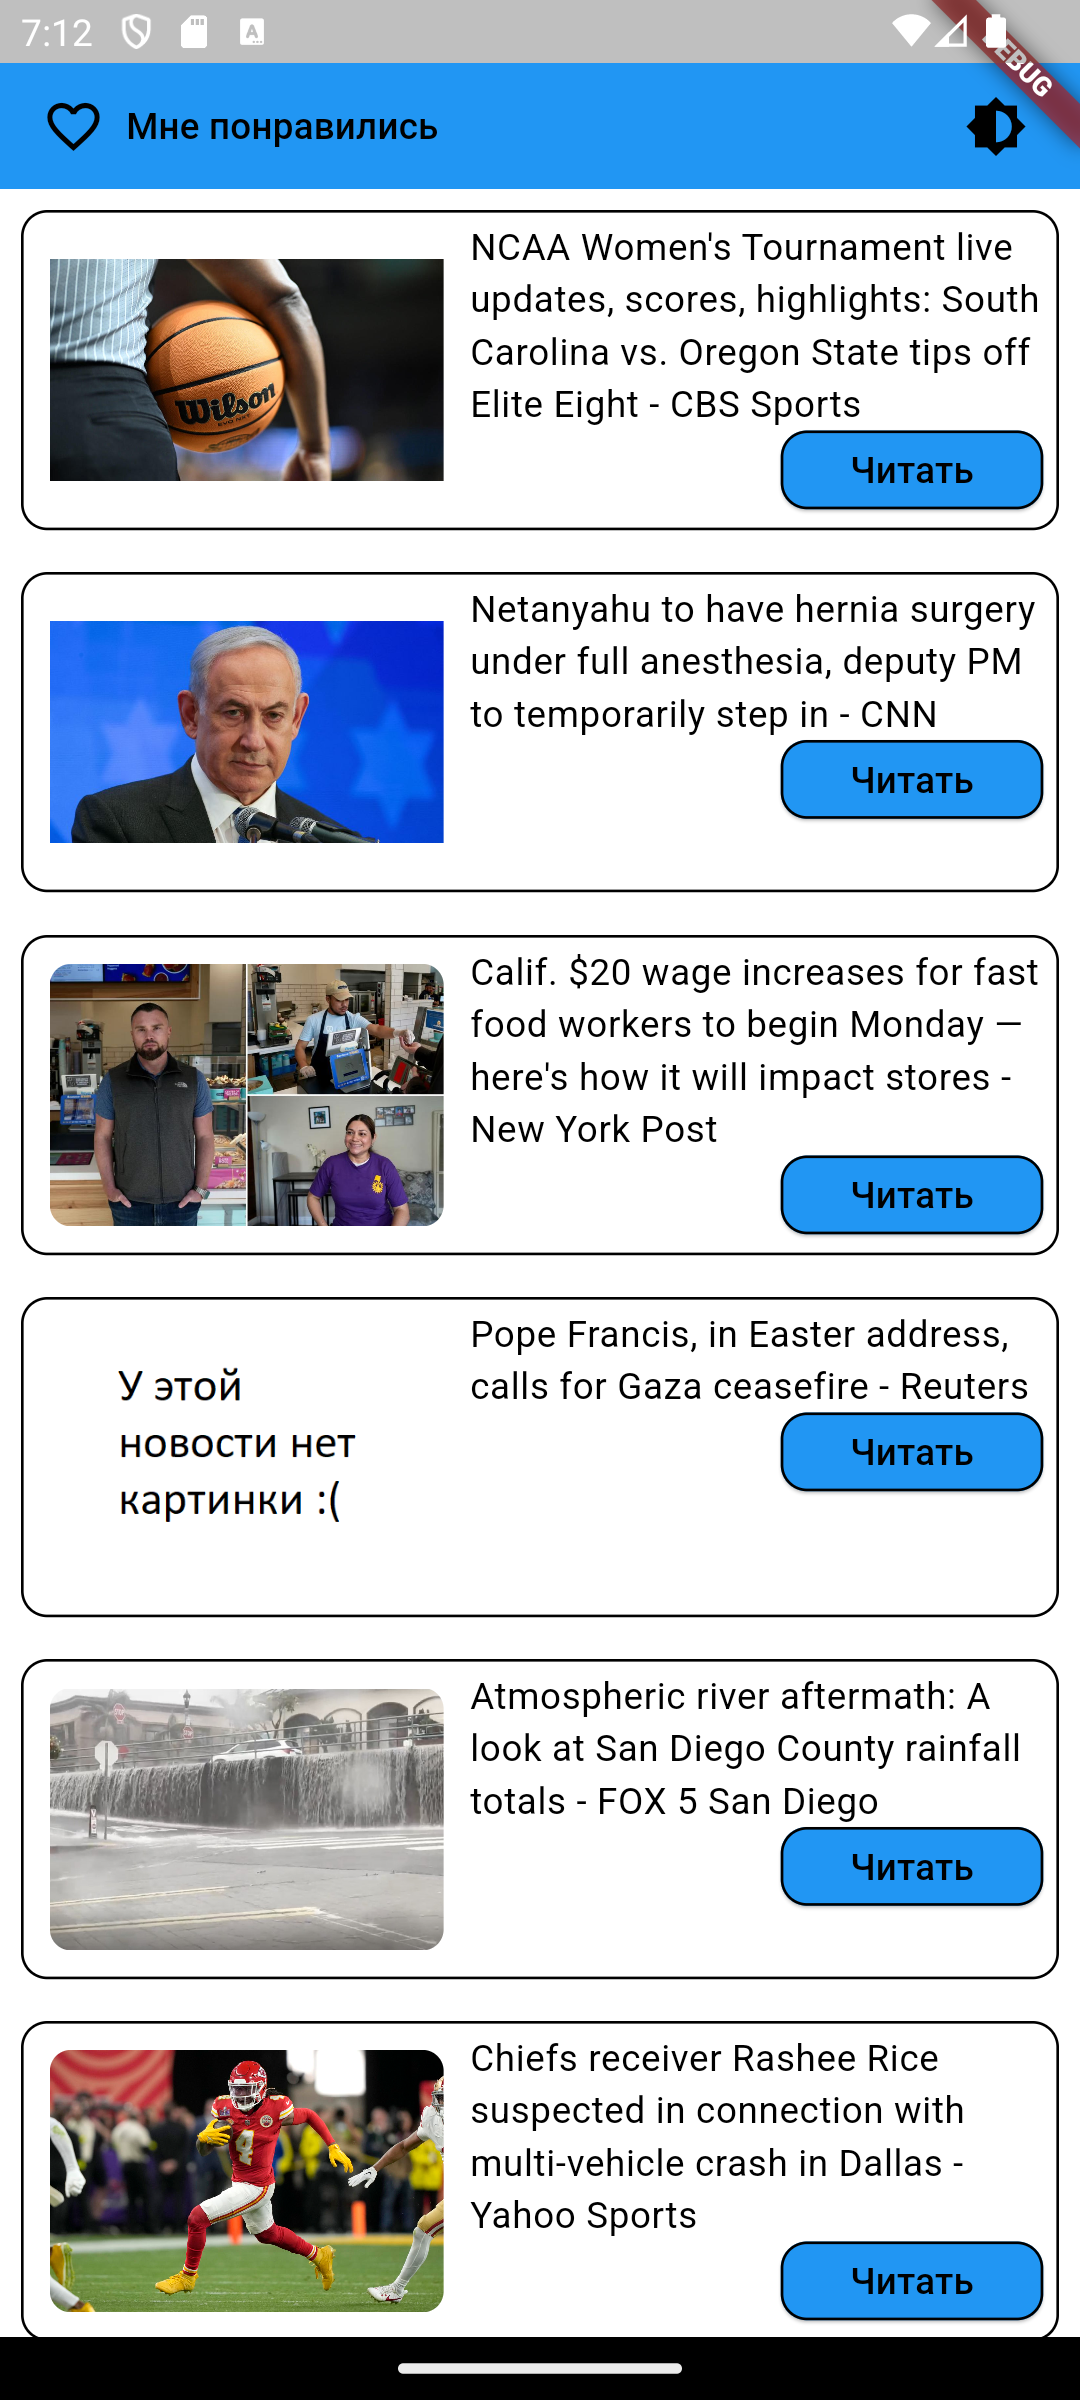 7:12
DEBUG
Мне понравились
NCAA Women's Tournament live
updates, scores, highlights: South
Carolina vs. Oregon State tips off
Elite Eight - CBS Sports
Wilson
Читать
Netanyahu to have hernia surgery
under full anesthesia, deputy PM
to temporarily step in - CNN
Читать
Calif. $20 wage increases for fast
food workers to begin Monday —
here's how it will impact stores -
New York Post
Читать
Pope Francis, in Easter address,
calls for Gaza ceasefire - Reuters
У этой
новости нет
картинки :(
Читать
Atmospheric river aftermath: A
look at San Diego County rainfall
totals - FOX 5 San Diego
Читать
Chiefs receiver Rashee Rice
suspected in connection with
multi-vehicle crash in Dallas -
Yahoo Sports
4
Читать